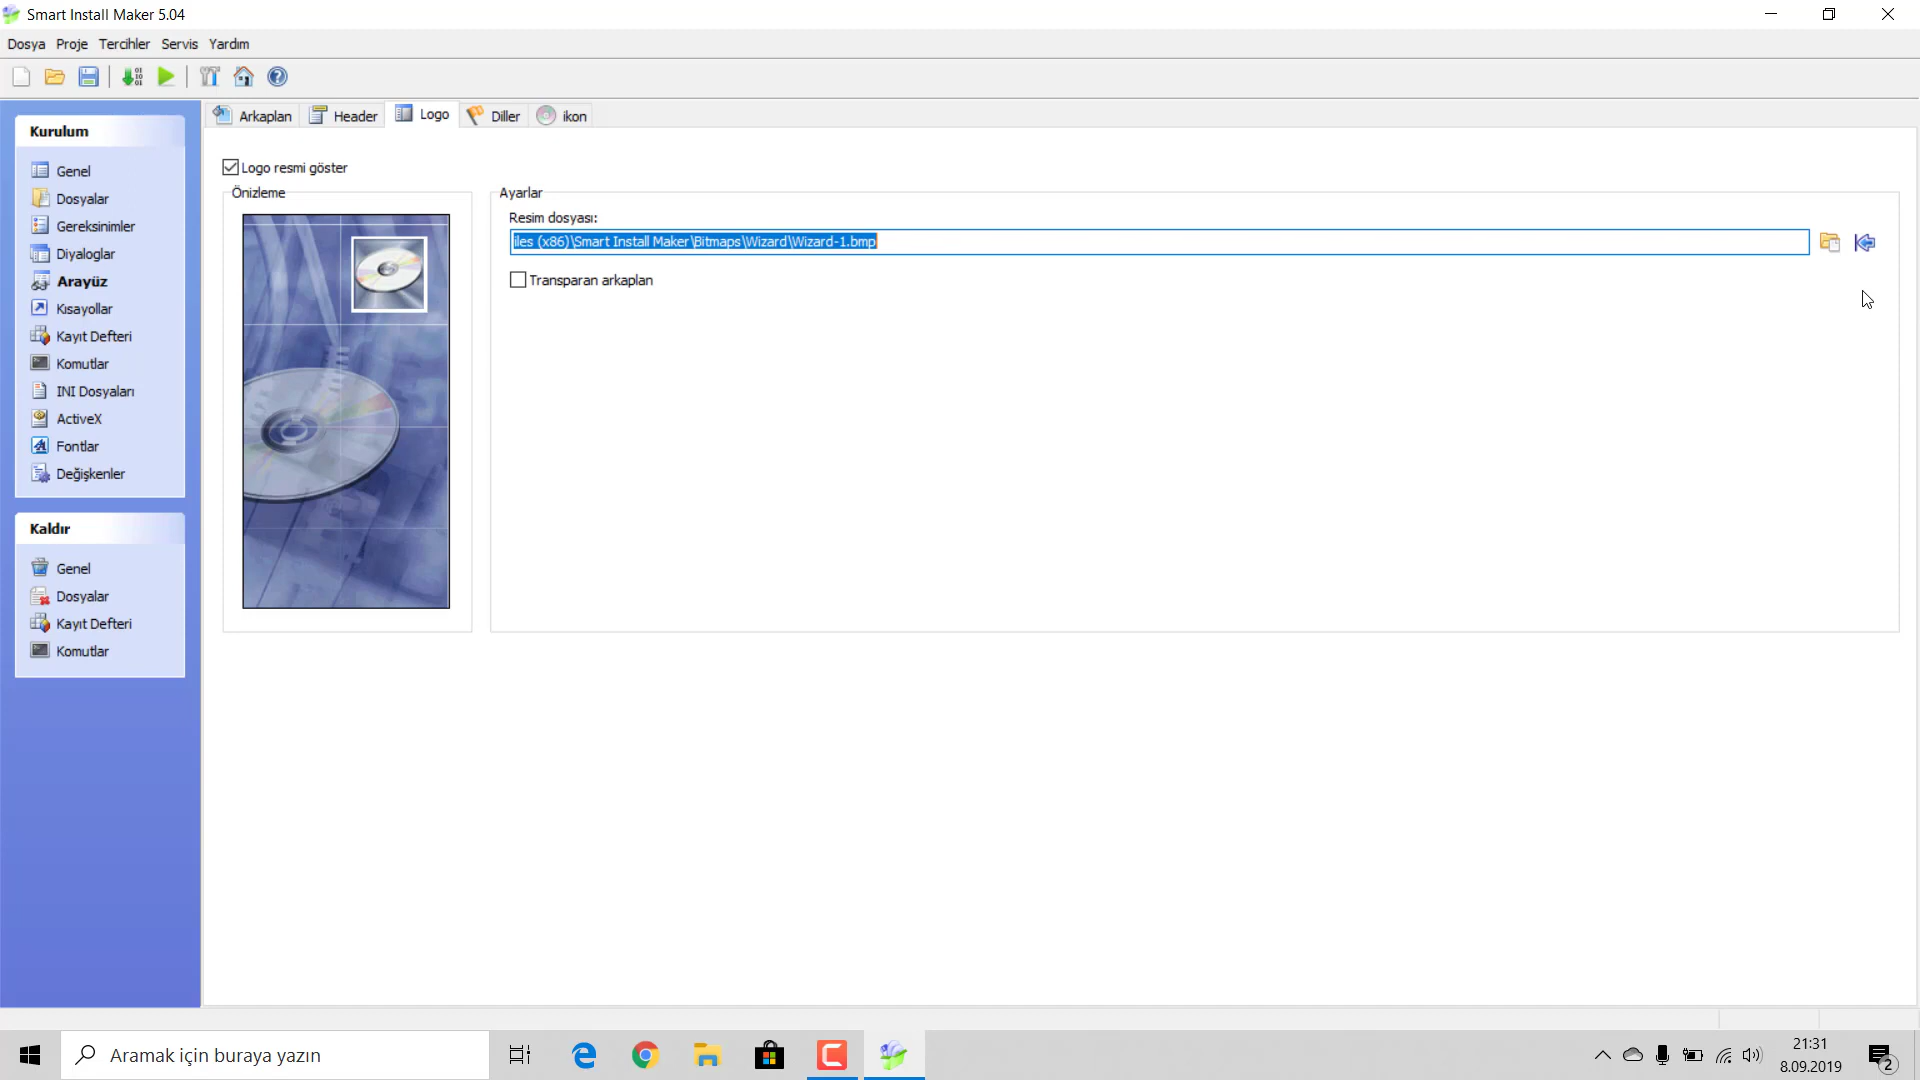 Smart Install Maker 5.04
Dosya Proje Tercihler Servis Yardım
Arkaplan Header Logo Diller ikon
Kurulum
Genel
Dosyalar
Gereksinimler
Diyaloglar
Arayüz
Kısayollar
Kayıt Defteri
Komutlar
INI Dosyaları
ActiveX
Fontlar
Değişkenler
Kaldır
Genel
Dosyalar
Kayıt Defteri
Komutlar
Logo resmi göster
Önizleme
Ayarlar
Resim dosyası:
iles (x86)\Smart Install Maker\Bitmaps\Wizard\Wizard-1.bmp
Transparan arkaplan
Aramak için buraya yazın
21:31
8.09.2019
2